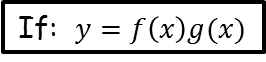 If: y = f(x)g(x)